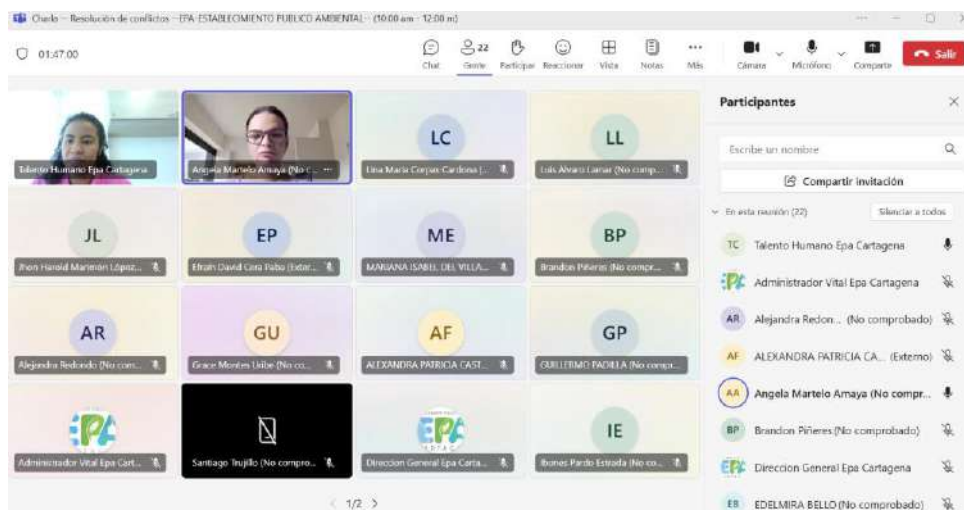 Charla – Resolución de conflictos –EPA-ESTABLECIMIENTO PUBLICO AMBIENTAL– (10:00 am - 12:00 m)
01:47:00
Chat
22
Gente
Participar
Reaccionar
Vista
Notas
Más
Cámara
Micrófono
Compartir
Salir
Talento Humano Epa Cartagena
Angela Martelo Amaya (No c...
LC
Lina Maria Corpas Cardona (...
LL
Luis Alvaro Lamar (No comp...
JL
Jhon Harold Marimon López...
EP
Efrain David Cera Paba (Exter...
ME
MARIANA ISABEL DEL VILLA...
BP
Brandon Piñeres (No compr...
AR
Alejandra Redondo (No com...
GU
Grace Montes Uribe (No co...
AF
ALEXANDRA PATRICIA CAST...
GP
GUILLERMO PADILLA (No compr...
EPA
Administrador Vital Epa Cart...
Santiago Trujillo (No compro...
EPA
Direccion General Epa Carta...
IE
Ibones Pardo Estrada (No co...
1/2
Participantes
Escribe un nombre
Compartir invitación
En esta reunión (22)
Silenciar a todos
TC
Talento Humano Epa Cartagena
EPA
Administrador Vital Epa Cartagena
AR
Alejandra Redon... (No comprobado)
AF
ALEXANDRA PATRICIA CA... (Externo)
AA
Angela Martelo Amaya (No compr...
BP
Brandon Piñeres (No comprobado)
EPA
Direccion General Epa Cartagena
EB
EDELMIRA BELLO (No comprobado)